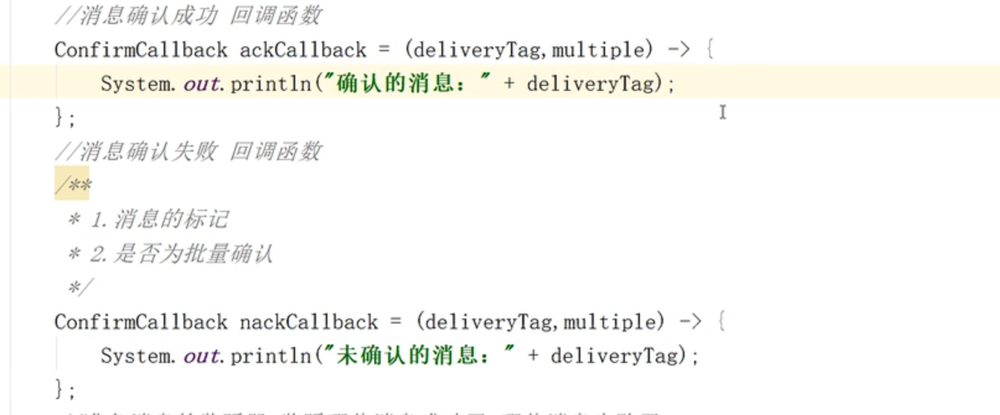 //消息确认成功 回调函数
ConfirmCallback ackCallback = (deliveryTag,multiple) -> {
System.out.println("确认的消息：" + deliveryTag);
};
//消息确认失败 回调函数
/**
* 1.消息的标记
* 2.是否为批量确认
*/
ConfirmCallback nackCallback = (deliveryTag,multiple) -> {
System.out.println("未确认的消息：" + deliveryTag);
};